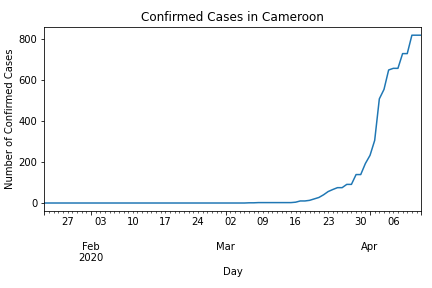 Confirmed Cases in Cameroon
Number of Confirmed Cases
800
600
400
200
0
27 03 10 17 24 02 09 16 23 30 06
Feb Mar Apr
2020
Day